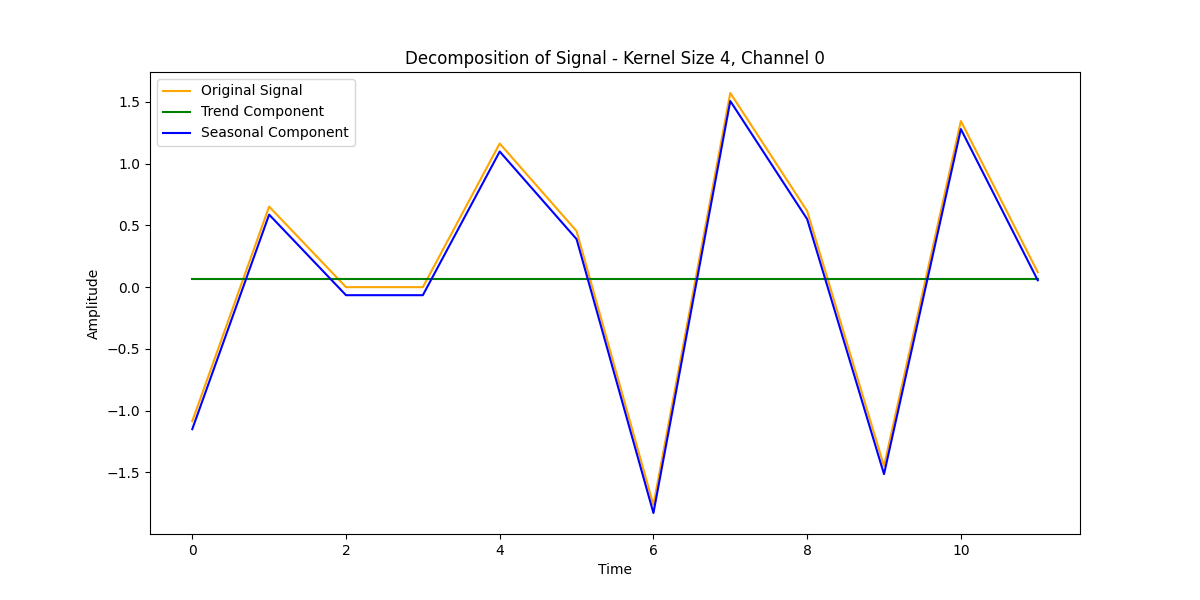 Decomposition of Signal - Kernel Size 4, Channel 0
Original Signal
Trend Component
Seasonal Component
1.5
1.0
0.5
0.0
−0.5
−1.0
−1.5
Amplitude
0 2 4 6 8 10
Time